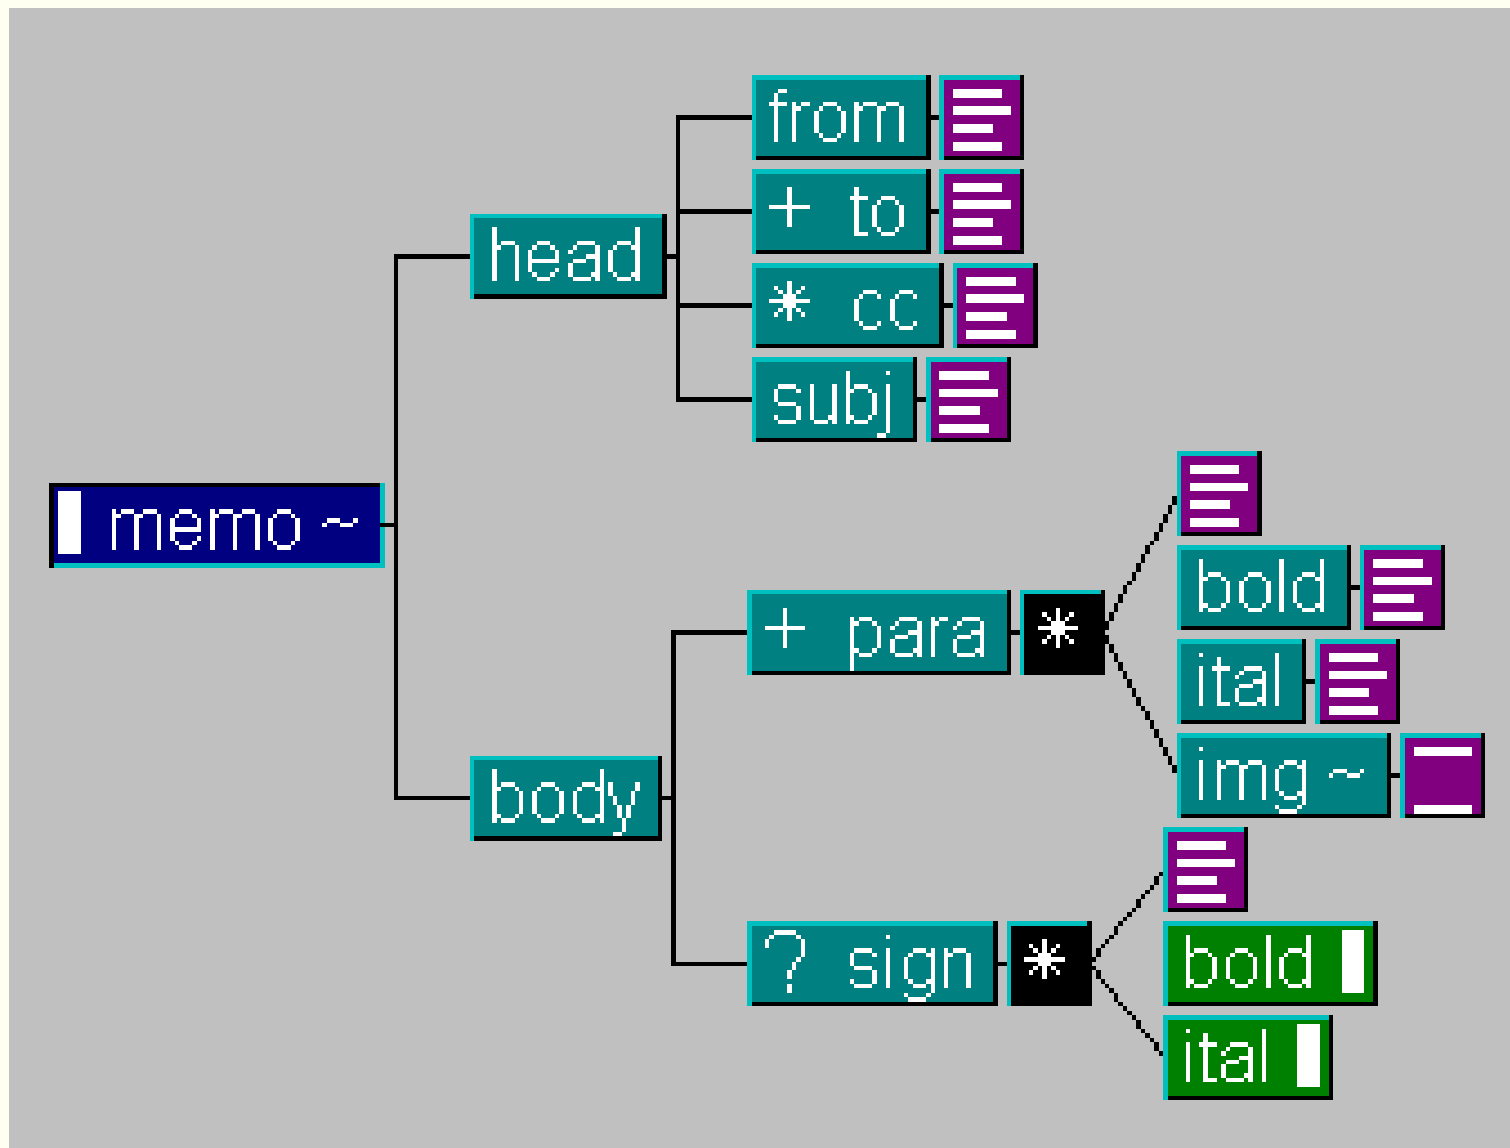 from
+ to
* cc
subj
head
memo ~
bold
ital
img ~
+ para *
body
? sign *
bold
ital